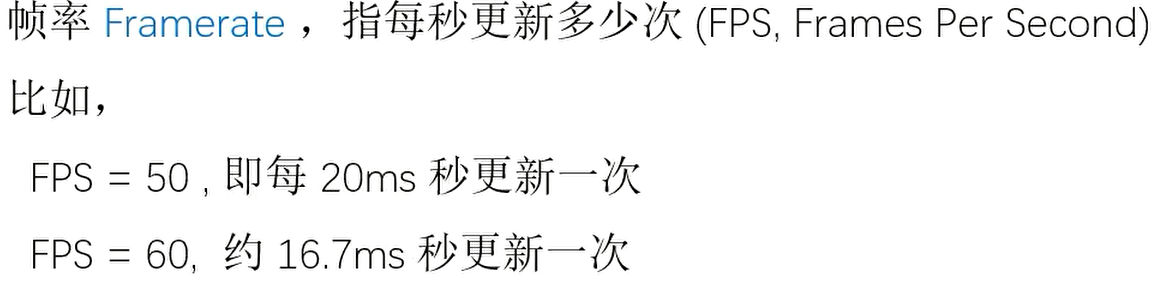 帧率 Framerate ，指每秒更新多少次 (FPS, Frames Per Second)
比如，
FPS = 50 , 即每 20ms 秒更新一次
FPS = 60, 约 16.7ms 秒更新一次